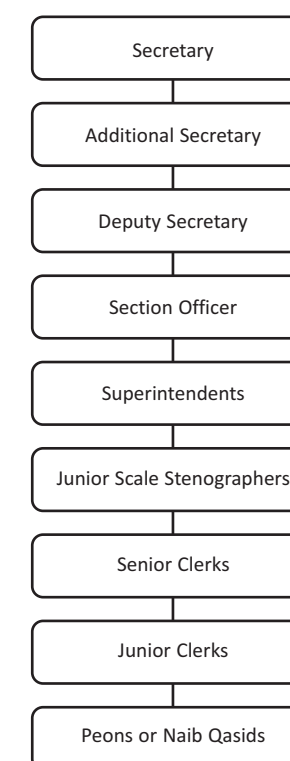 Secretary
Additional Secretary
Deputy Secretary
Section Officer
Superintendents
Junior Scale Stenographers
Senior Clerks
Junior Clerks
Peons or Naib Qasids